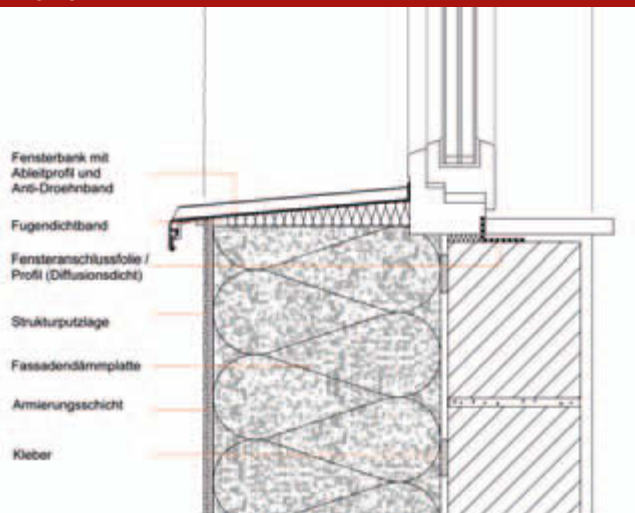 Fensterbank mit
Ableitprofil und
Anti-Droehnband
Fugendichtband
Fensteranschlussfolie /
Profil (Diffusionsdicht)
Strukturputzlage
Fassadendämmplatte
Armierungsschicht
Kleber